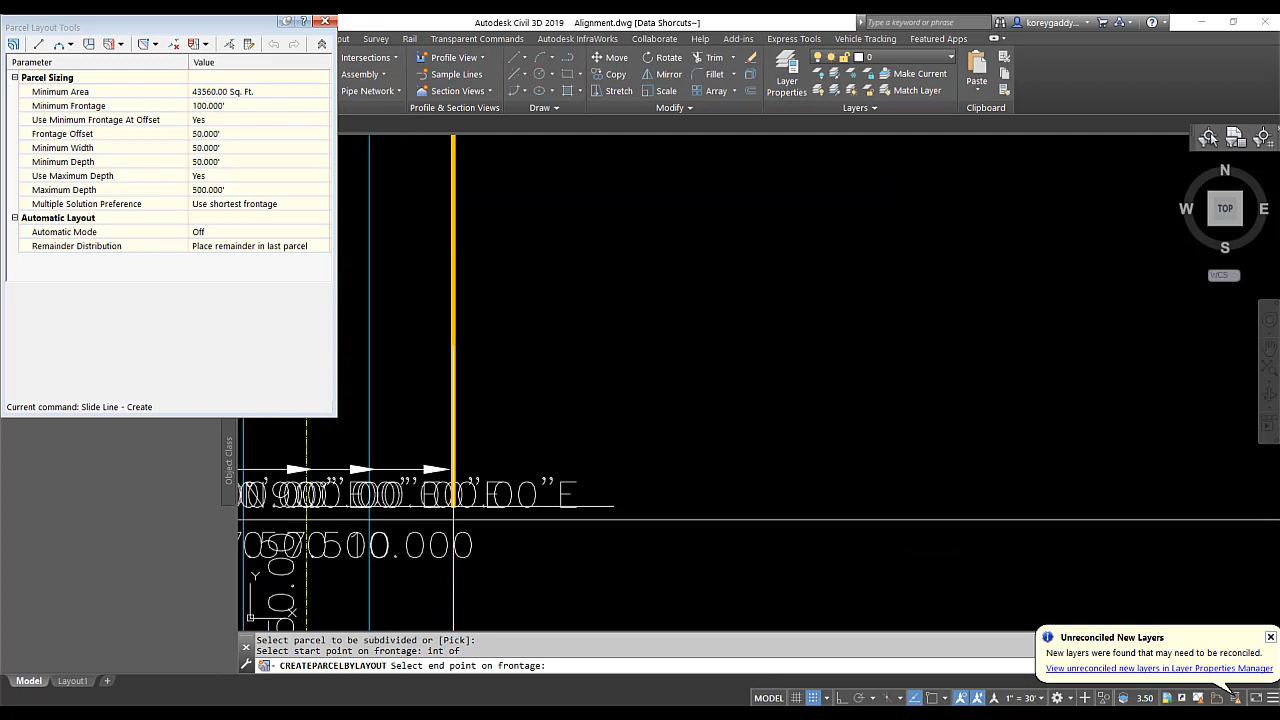 Autodesk Civil 3D 2019 Alignment.dwg [Data Shortcuts~]
Type a keyword or phrase
koreygaddy...
Parcel Layout Tools
Survey Rail Transparent Commands Autodesk InfraWorks Collaborate Help Add-ins Express Tools Vehicle Tracking Featured Apps
Intersections
Assembly
Pipe Network
Profile View
Sample Lines
Section Views
Profile & Section Views
Draw
Move
Copy
Stretch
Rotate
Mirror
Scale
Trim
Fillet
Array
Modify
Layer
Properties
0
Make Current
Match Layer
Layers
Paste
Clipboard
Parameter Value
Parcel Sizing
Minimum Area 43560.00 Sq. Ft.
Minimum Frontage 100.000'
Use Minimum Frontage At Offset Yes
Frontage Offset 50.000'
Minimum Width 50.000'
Minimum Depth 50.000'
Use Maximum Depth Yes
Maximum Depth 500.000'
Multiple Solution Preference Use shortest frontage
Automatic Layout
Automatic Mode Off
Remainder Distribution Place remainder in last parcel
Current command: Slide Line - Create
N
W TOP E
S
WCS
Object Class
Y
X
Select parcel to be subdivided or [Pick]:
Select start point on frontage: int of
CREATEPARCELBYLAYOUT Select end point on frontage:
Unreconciled New Layers
New layers were found that may need to be reconciled.
View unreconciled new layers in Layer Properties Manager
Model Layout1 +
MODEL 1" = 30' 3.50